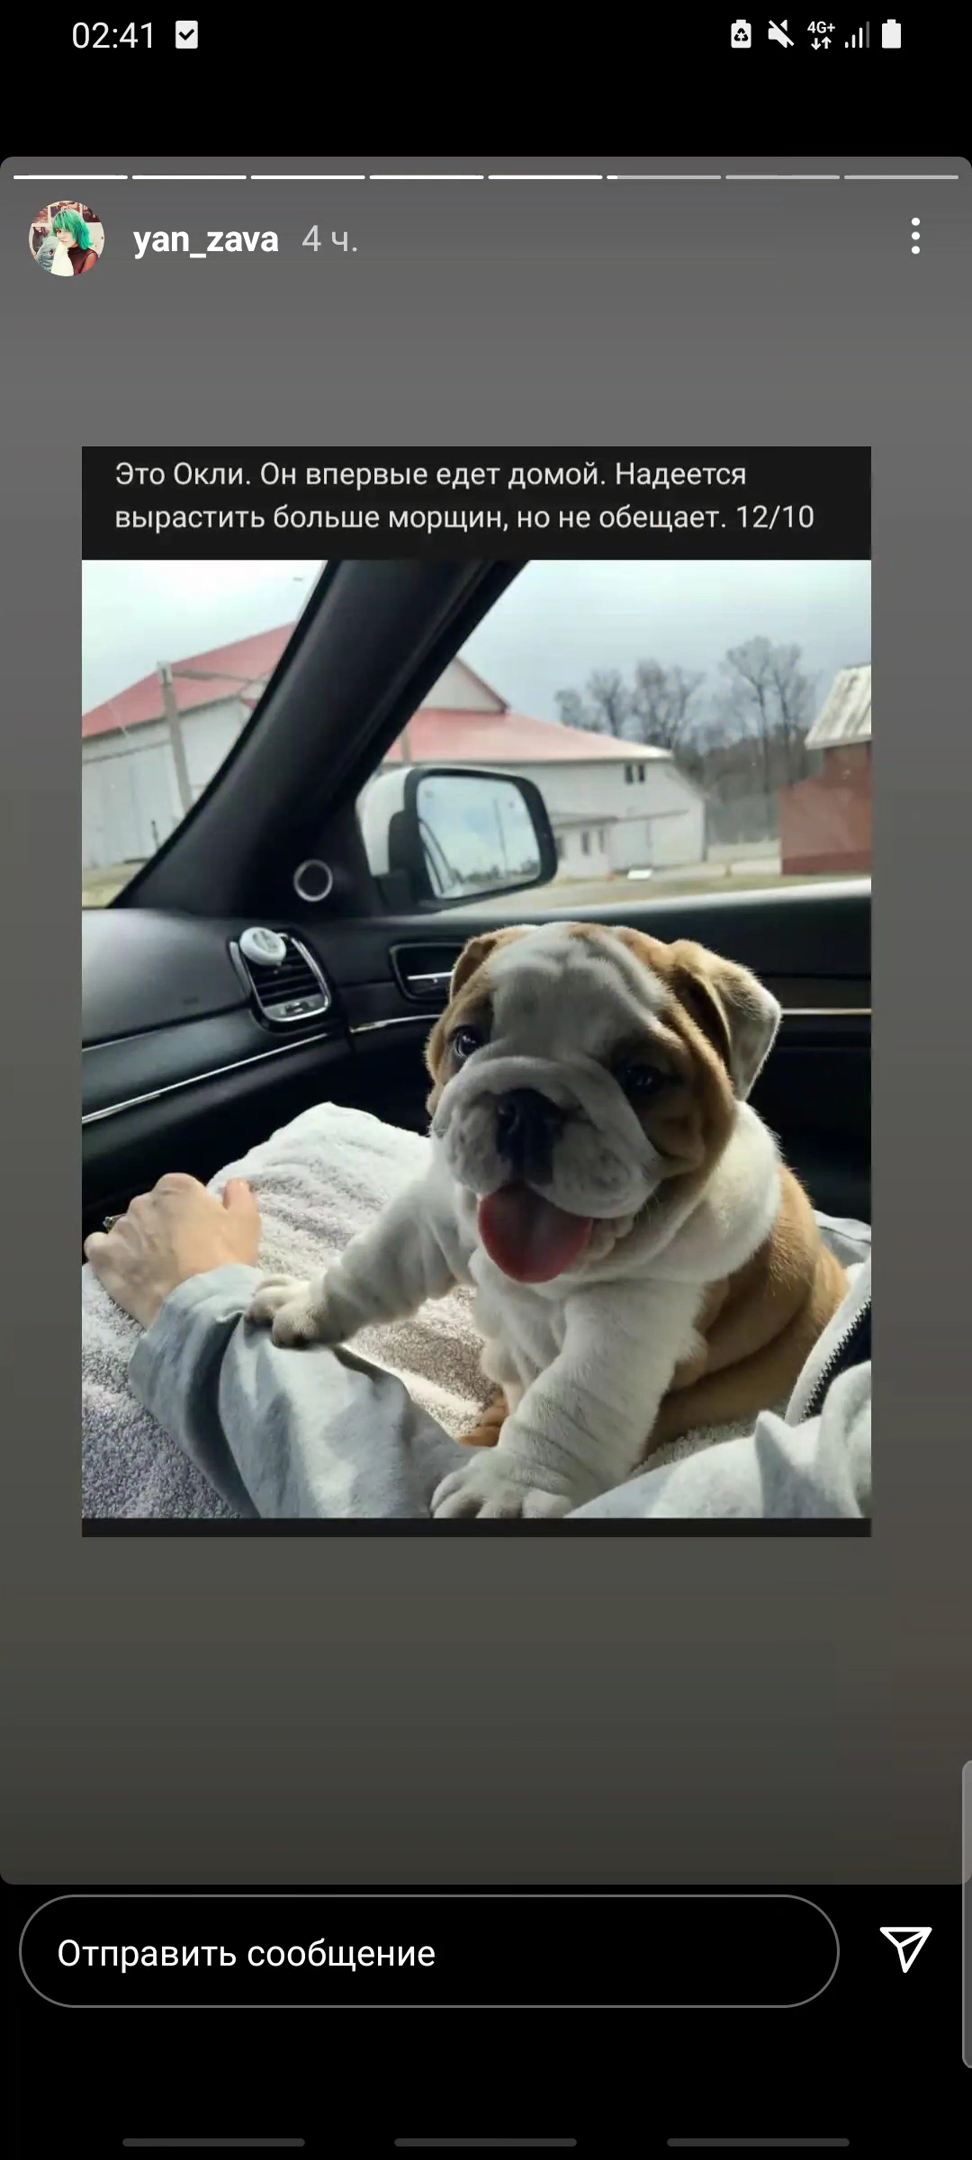 02:41
4G+
yan_zava 4 ч.
Это Окли. Он впервые едет домой. Надеется
вырастить больше морщин, но не обещает. 12/10
Отправить сообщение